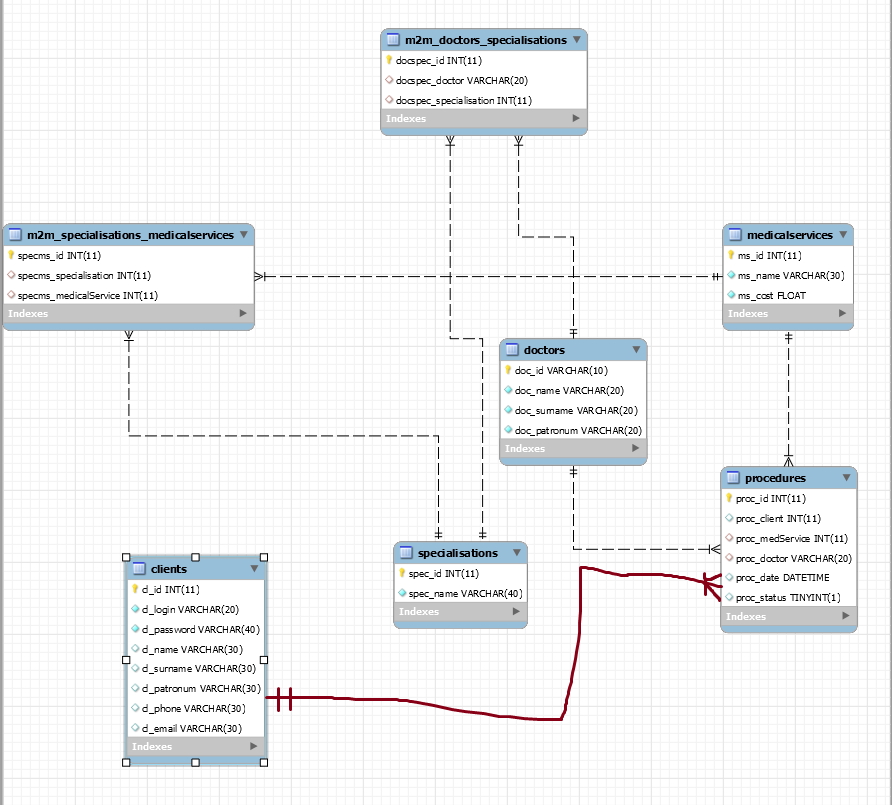 m2m_doctors_specialisations
docspec_id INT(11)
docspec_doctor VARCHAR(20)
docspec_specialisation INT(11)
Indexes
m2m_specialisations_medicalservices
specms_id INT(11)
specms_specialisation INT(11)
specms_medicalService INT(11)
Indexes
medicalservices
ms_id INT(11)
ms_name VARCHAR(30)
ms_cost FLOAT
Indexes
doctors
doc_id VARCHAR(10)
doc_name VARCHAR(20)
doc_surname VARCHAR(20)
doc_patronum VARCHAR(20)
Indexes
procedures
proc_id INT(11)
proc_client INT(11)
proc_medService INT(11)
proc_doctor VARCHAR(20)
proc_date DATETIME
proc_status TINYINT(1)
Indexes
specialisations
spec_id INT(11)
spec_name VARCHAR(40)
Indexes
clients
cl_id INT(11)
cl_login VARCHAR(20)
cl_password VARCHAR(40)
cl_name VARCHAR(30)
cl_surname VARCHAR(30)
cl_patronum VARCHAR(30)
cl_phone VARCHAR(30)
cl_email VARCHAR(30)
Indexes